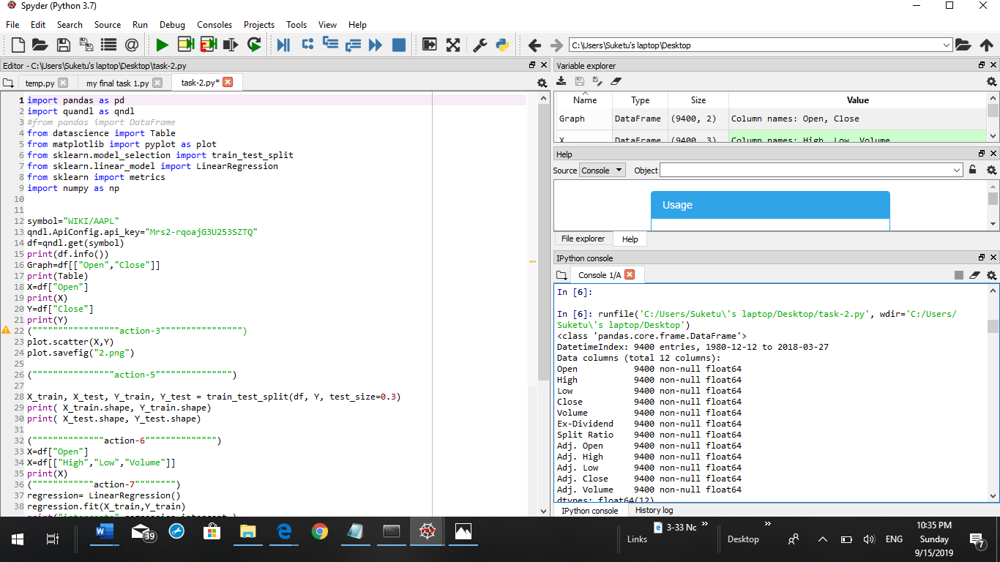 Spyder (Python 3.7)
File Edit Search Source Run Debug Consoles Projects Tools View Help
C:\Users\Suketu's laptop\Desktop
Editor - C:\Users\Suketu's laptop\Desktop\task-2.py
temp.py my final task 1.py task-2.py*
1 import pandas as pd
2 import quandl as qndl
3 #from pandas import DataFrame
4 from datascience import Table
5 from matplotlib import pyplot as plot
6 from sklearn.model_selection import train_test_split
7 from sklearn.linear_model import LinearRegression
8 from sklearn import metrics
9 import numpy as np
10
11
12 symbol="WIKI/AAPL"
13 qndl.ApiConfig.api_key="Mrs2-rqoajG3U253SZTQ"
14 df=qndl.get(symbol)
15 print(df.info())
16 Graph=df[["Open","Close"]]
17 print(Table)
18 X=df["Open"]
19 print(X)
20 Y=df["Close"]
21 print(Y)
22 (""""""""""""""""""action-3"""""""""""""""")
23 plot.scatter(X,Y)
24 plot.savefig("2.png")
25
26 (""""""""""""""""action-5""""""""""""""")
27
28 X_train, X_test, Y_train, Y_test = train_test_split(df, Y, test_size=0.3)
29 print( X_train.shape, Y_train.shape)
30 print( X_test.shape, Y_test.shape)
31
32 (""""""""""""""action-6"""""""""""""")
33 X=df["Open"]
34 X=df[["High","Low","Volume"]]
35 print(X)
36 (""""""""""""action-7"""""""")
37 regression= LinearRegression()
38 regression.fit(X_train,Y_train)
Variable explorer
Name Type Size Value
Graph DataFrame (9400, 2) Column names: Open, Close
X DataFrame (9400, 3) Column names: High, Low, Volume
Help
Source Console Object
Usage
File explorer Help
IPython console
Console 1/A
In [6]:
In [6]: runfile('C:/Users/Suketu\'s laptop/Desktop/task-2.py', wdir='C:/Users/
Suketu\'s laptop/Desktop')
<class 'pandas.core.frame.DataFrame'>
DatetimeIndex: 9400 entries, 1980-12-12 to 2018-03-27
Data columns (total 12 columns):
Open 9400 non-null float64
High 9400 non-null float64
Low 9400 non-null float64
Close 9400 non-null float64
Volume 9400 non-null float64
Ex-Dividend 9400 non-null float64
Split Ratio 9400 non-null float64
Adj. Open 9400 non-null float64
Adj. High 9400 non-null float64
Adj. Low 9400 non-null float64
Adj. Close 9400 non-null float64
Adj. Volume 9400 non-null float64
dtypes: float64(12)
IPython console History log
39
Links
3-33 Nc »
Desktop
»
ENG
10:35 PM
Sunday
9/15/2019
7